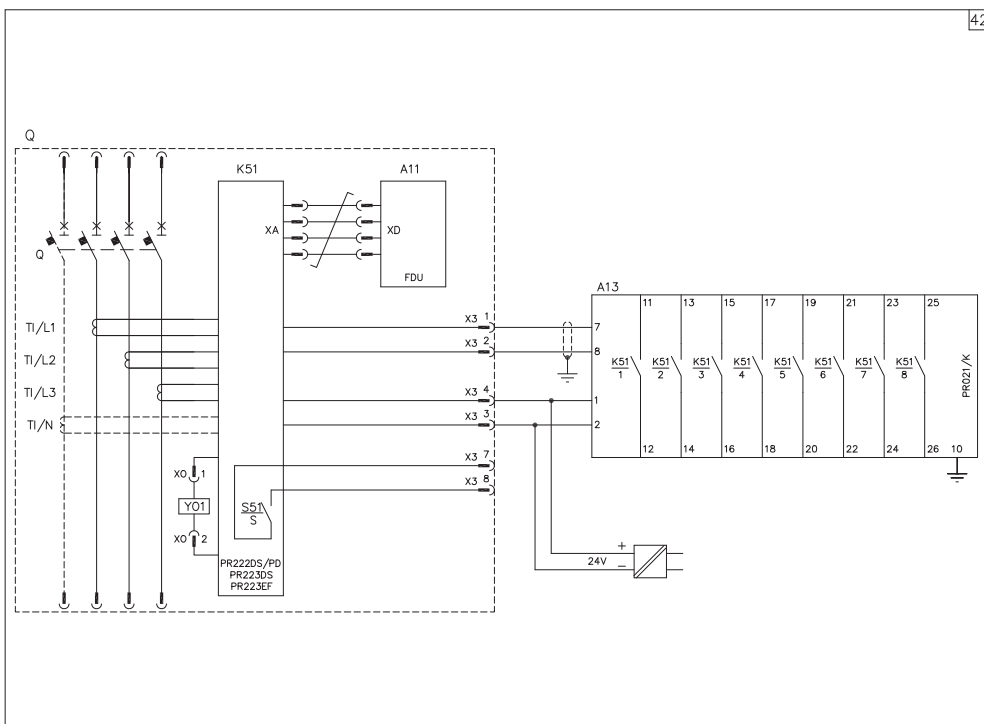 42
Q
K51
A11
XA
XD
FDU
Q
A13
11 13 15 17 19 21 23 25
TI/L1
X3 1
7
TI/L2
X3 2
8
K51 K51 K51 K51 K51 K51 K51 K51
1 2 3 4 5 6 7 8
PR021/K
TI/L3
X3 4
1
TI/N
X3 3
2
12 14 16 18 20 22 24 26 10
X3 7
X0 1
X3 8
Y01
S51
S
X0 2
PR222DS/PD
PR223DS
PR223EF
24V
+
−